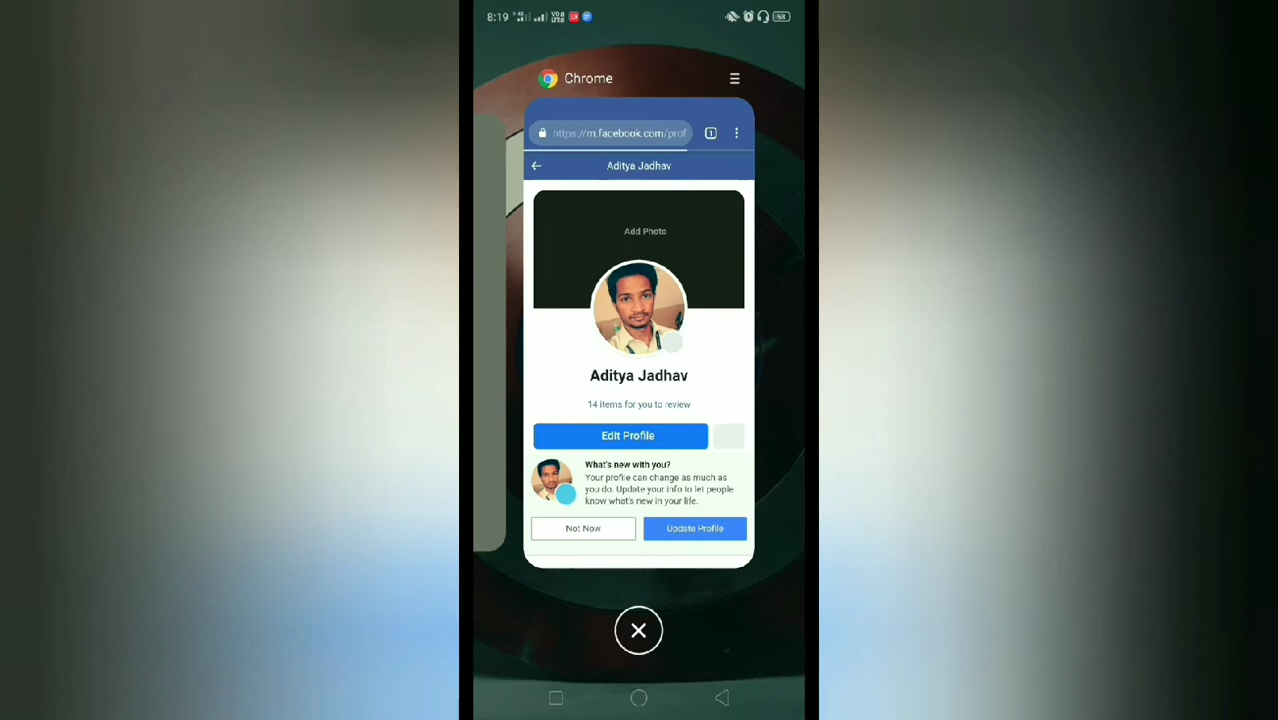 8:19
Chrome
https://m.facebook.com/prof
1
Aditya Jadhav
Add Photo
Aditya Jadhav
14 items for you to review
Edit Profile
What's new with you?
Your profile can change as much as
you do. Update your info to let people
know what's new in your life.
Not Now
Update Profile